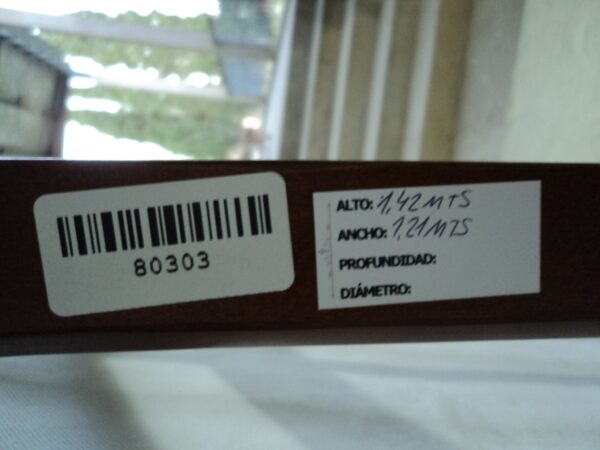 80303
ALTO: 1,42 MTS
ANCHO: 1,21 MTS
PROFUNDIDAD:
DIÁMETRO: